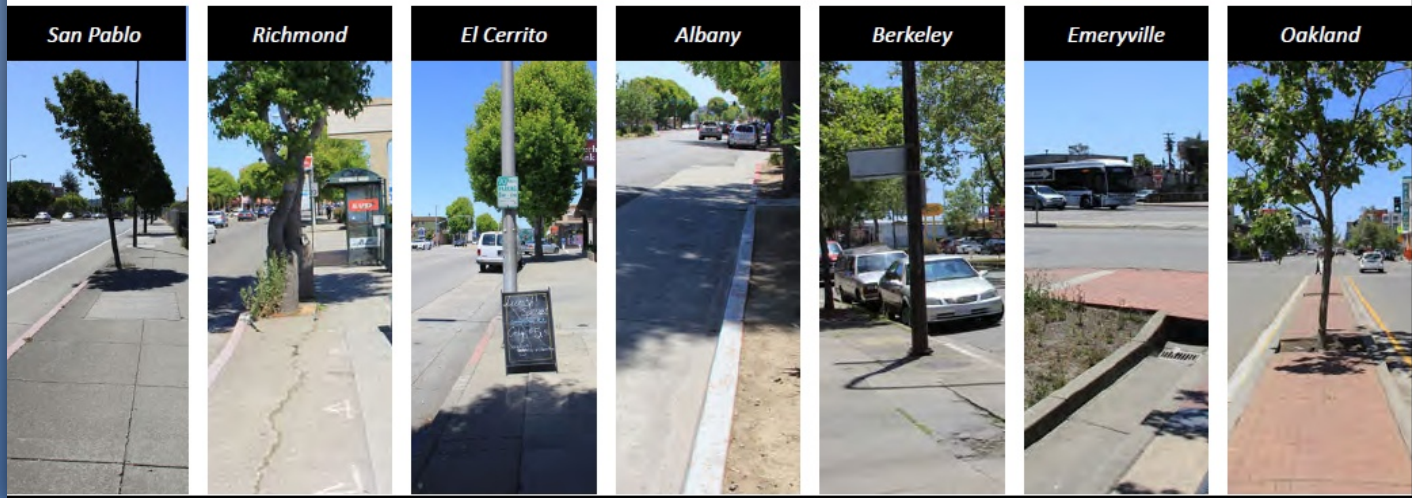 San Pablo
Richmond
El Cerrito
Albany
Berkeley
Emeryville
Oakland